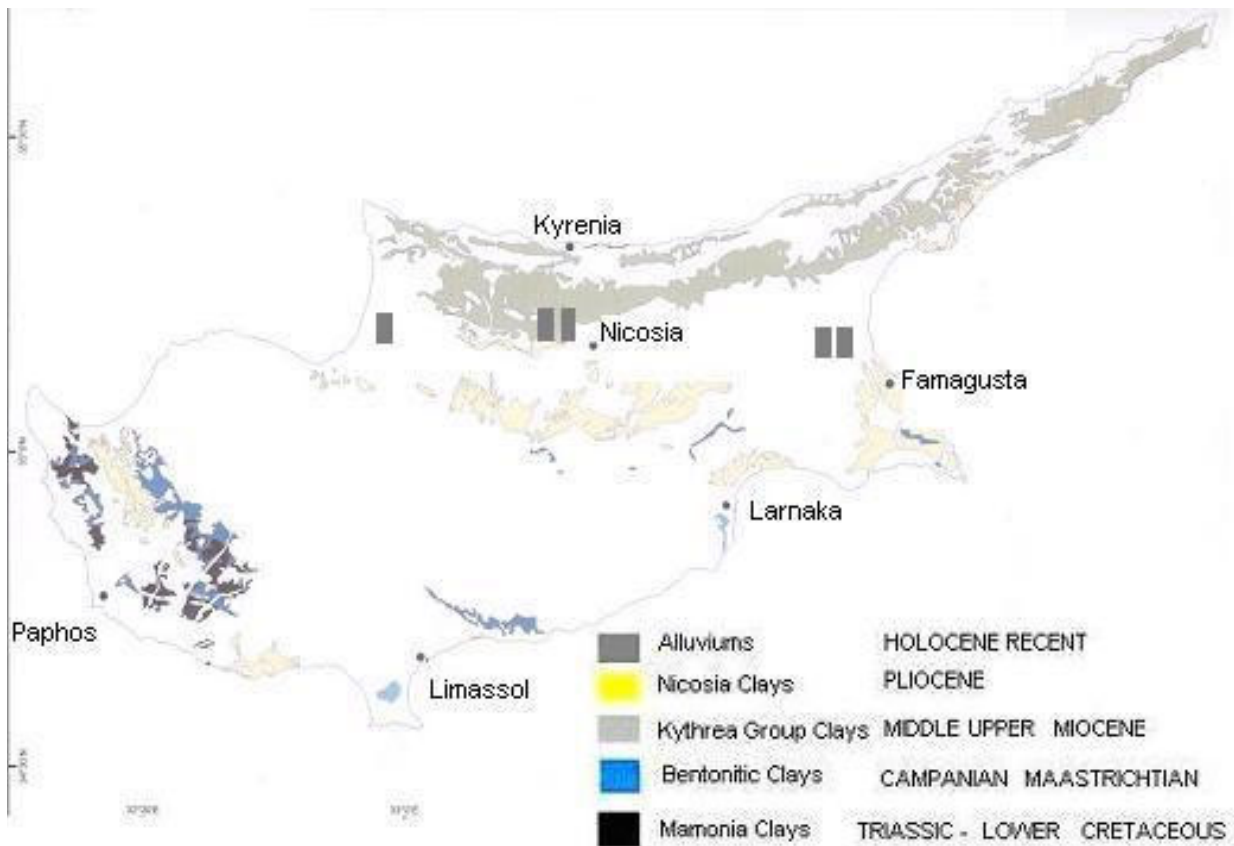 Kyrenia
Nicosia
Famagusta
Larnaka
Paphos
Limassol
Alluviums HOLOCENE RECENT
Nicosia Clays PLIOCENE
Kythrea Group Clays MIDDLE UPPER MIOCENE
Bentonitic Clays CAMPANIAN MAASTRICHTIAN
Mamonia Clays TRIASSIC - LOWER CRETACEOUS